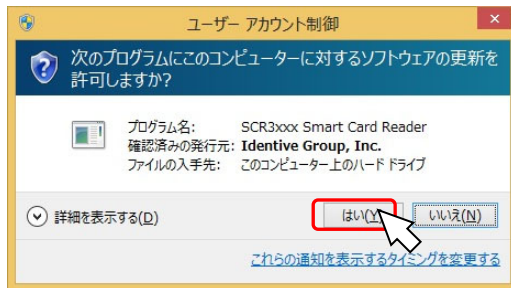 ユーザー アカウント制御
次のプログラムにこのコンピューターに対するソフトウェアの更新を
許可しますか?
プログラム名: SCR3xxx Smart Card Reader
確認済みの発行元: Identive Group, Inc.
ファイルの入手先: このコンピューター上のハード ドライブ
詳細を表示する(D)
はい(Y) いいえ(N)
これらの通知を表示するタイミングを変更する